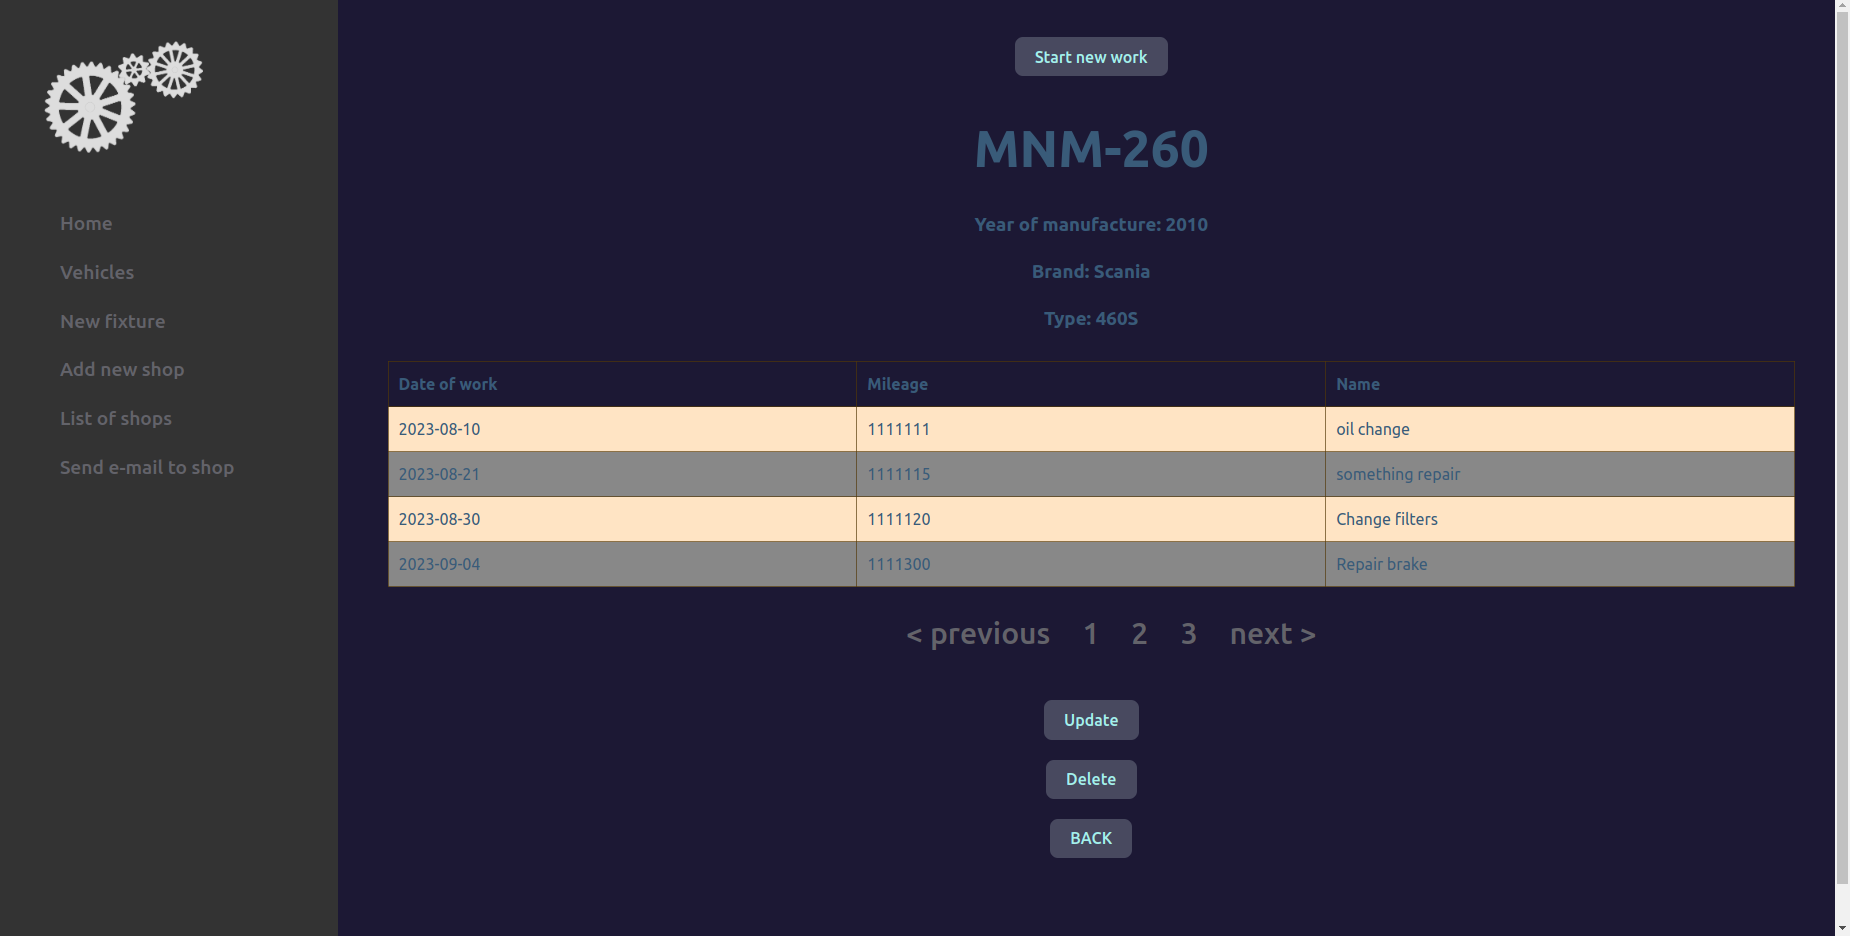 Start new work
MNM-260
Home
Year of manufacture: 2010
Vehicles
Brand: Scania
New fixture
Type: 460S
Add new shop
List of shops
Send e-mail to shop
Date of work Mileage Name
2023-08-10 1111111 oil change
2023-08-21 1111115 something repair
2023-08-30 1111120 Change filters
2023-09-04 1111300 Repair brake
< previous 1 2 3 next >
Update
Delete
BACK